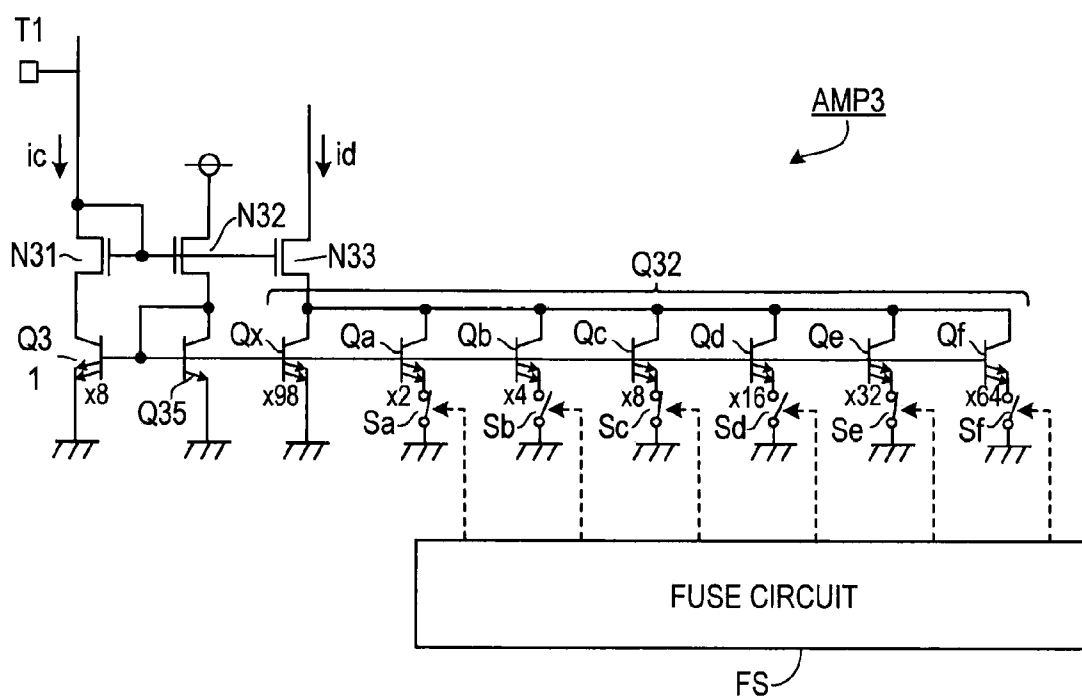 T1
AMP3
ic
id
N31
N32
N33
Q32
Q3
1
x8
Q35
Qx
x98
Qa
x2
Sa
Qb
x4
Sb
Qc
x8
Sc
Qd
x16
Sd
Qe
x32
Se
Qf
x64
Sf
FUSE CIRCUIT
FS